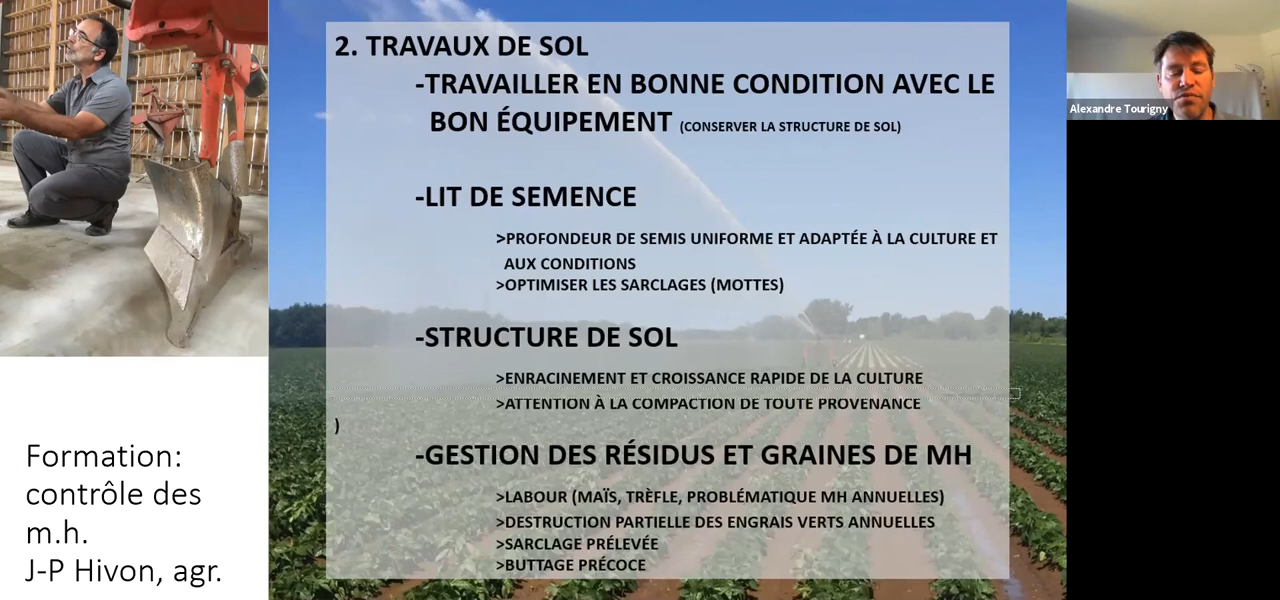 2. TRAVAUX DE SOL
-TRAVAILLER EN BONNE CONDITION AVEC LE
BON ÉQUIPEMENT (CONSERVER LA STRUCTURE DE SOL)
-LIT DE SEMENCE
>PROFONDEUR DE SEMIS UNIFORME ET ADAPTÉE À LA CULTURE ET
AUX CONDITIONS
>OPTIMISER LES SARCLAGES (MOTTES)
-STRUCTURE DE SOL
>ENRACINEMENT ET CROISSANCE RAPIDE DE LA CULTURE
>ATTENTION À LA COMPACTION DE TOUTE PROVENANCE
)
-GESTION DES RÉSIDUS ET GRAINES DE MH
>LABOUR (MAÏS, TRÈFLE, PROBLÉMATIQUE MH ANNUELLES)
>DESTRUCTION PARTIELLE DES ENGRAIS VERTS ANNUELLES
>SARCLAGE PRÉLEVÉE
>BUTTAGE PRÉCOCE
Formation:
contrôle des
m.h.
J-P Hivon, agr.
Alexandre Tourigny